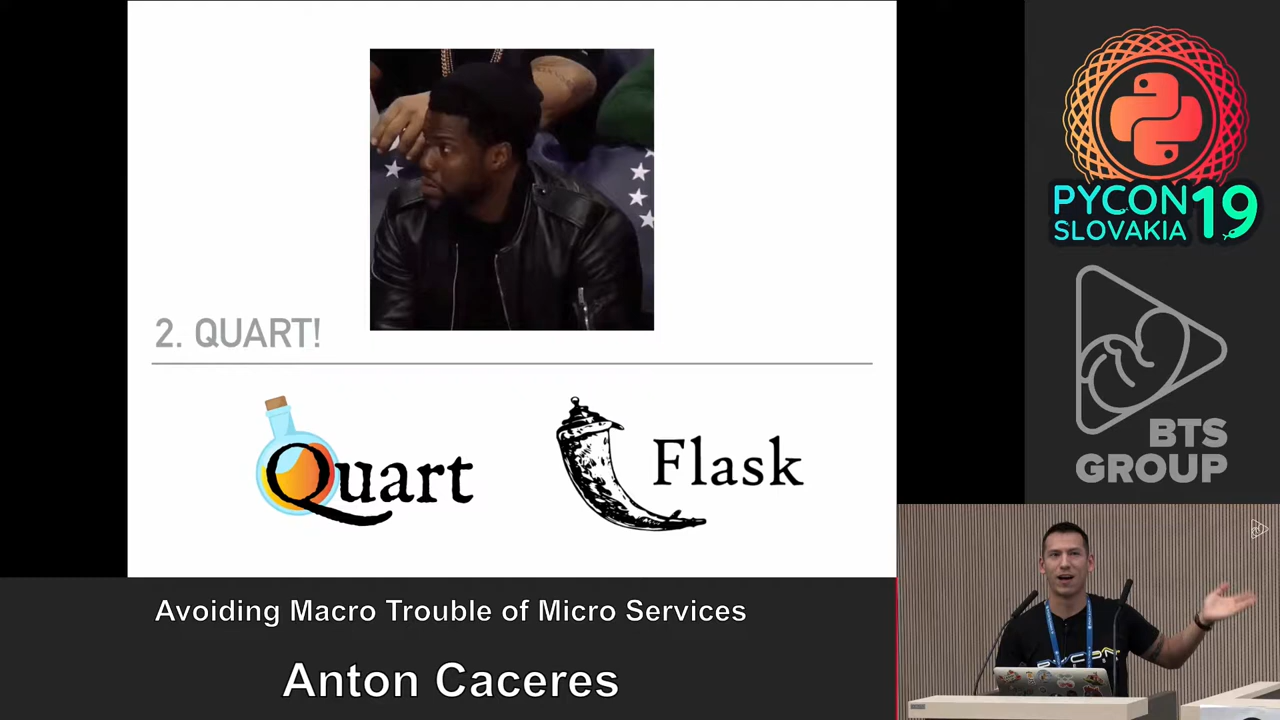 2. QUART!
Quart
Flask
Avoiding Macro Trouble of Micro Services
Anton Caceres
PYCON 19
SLOVAKIA
BTS
GROUP